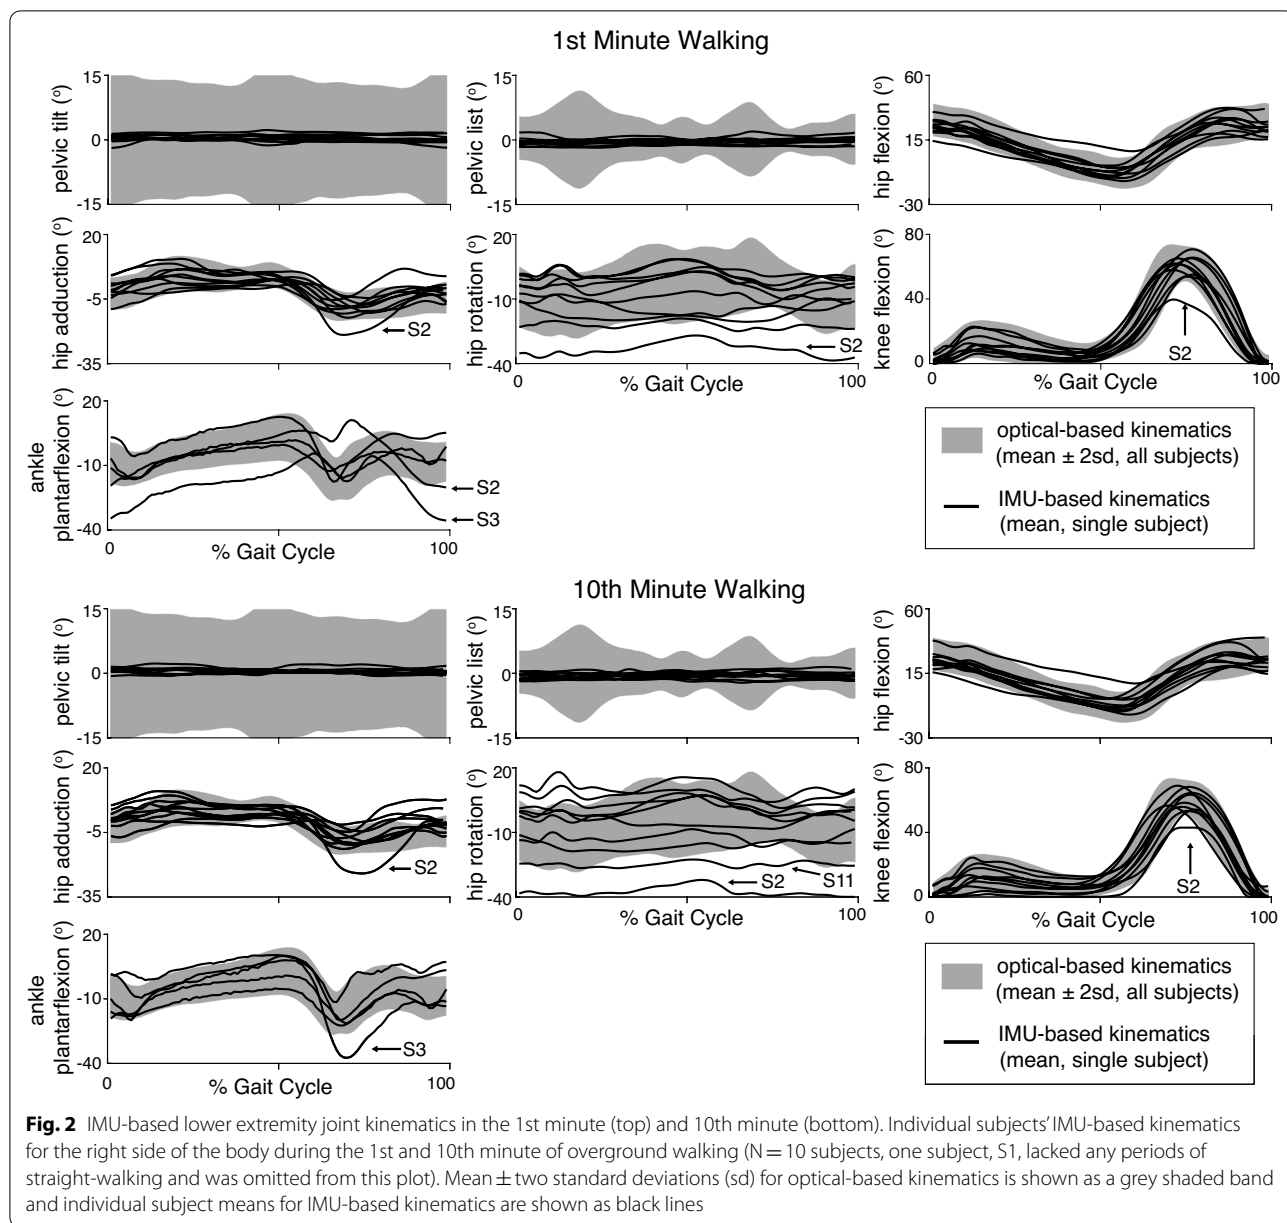 1st Minute Walking
pelvic tilt (°)
15
0
-15
pelvic list (°)
15
0
-15
hip flexion (°)
60
15
-30
hip adduction (°)
20
-5
-35
S2
hip rotation (°)
20
-10
-40
S2
0
100
% Gait Cycle
knee flexion (°)
80
40
0
S2
0
100
% Gait Cycle
ankle
plantarflexion (°)
20
-10
-40
S2
S3
0
100
% Gait Cycle
optical-based kinematics
(mean ± 2sd, all subjects)
IMU-based kinematics
(mean, single subject)
10th Minute Walking
pelvic tilt (°)
15
0
-15
pelvic list (°)
15
0
-15
hip flexion (°)
60
15
-30
hip adduction (°)
20
-5
-35
S2
hip rotation (°)
20
-10
-40
S2
S11
0
100
% Gait Cycle
knee flexion (°)
80
40
0
S2
0
100
% Gait Cycle
ankle
plantarflexion (°)
20
-10
-40
S3
0
100
% Gait Cycle
optical-based kinematics
(mean ± 2sd, all subjects)
IMU-based kinematics
(mean, single subject)
Fig. 2 IMU-based lower extremity joint kinematics in the 1st minute (top) and 10th minute (bottom). Individual subjects' IMU-based kinematics
for the right side of the body during the 1st and 10th minute of overground walking (N = 10 subjects, one subject, S1, lacked any periods of
straight-walking and was omitted from this plot). Mean ± two standard deviations (sd) for optical-based kinematics is shown as a grey shaded band
and individual subject means for IMU-based kinematics are shown as black lines